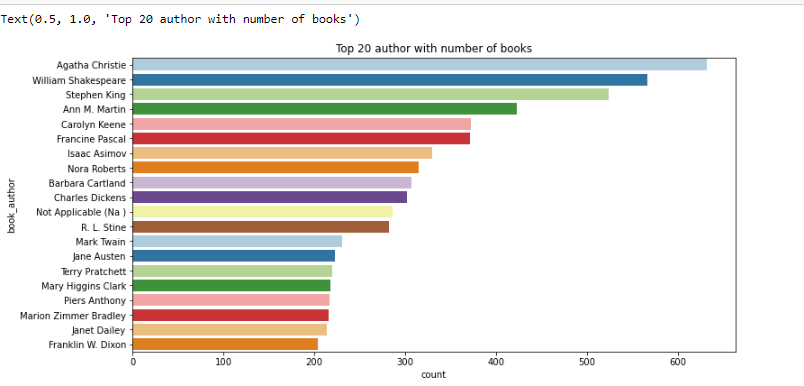 Text(0.5, 1.0, 'Top 20 author with number of books')
Top 20 author with number of books
Agatha Christie
William Shakespeare
Stephen King
Ann M. Martin
Carolyn Keene
Francine Pascal
Isaac Asimov
Nora Roberts
Barbara Cartland
Charles Dickens
Not Applicable (Na )
R. L. Stine
Mark Twain
Jane Austen
Terry Pratchett
Mary Higgins Clark
Piers Anthony
Marion Zimmer Bradley
Janet Dailey
Franklin W. Dixon
book_author
0 100 200 300 400 500 600
count